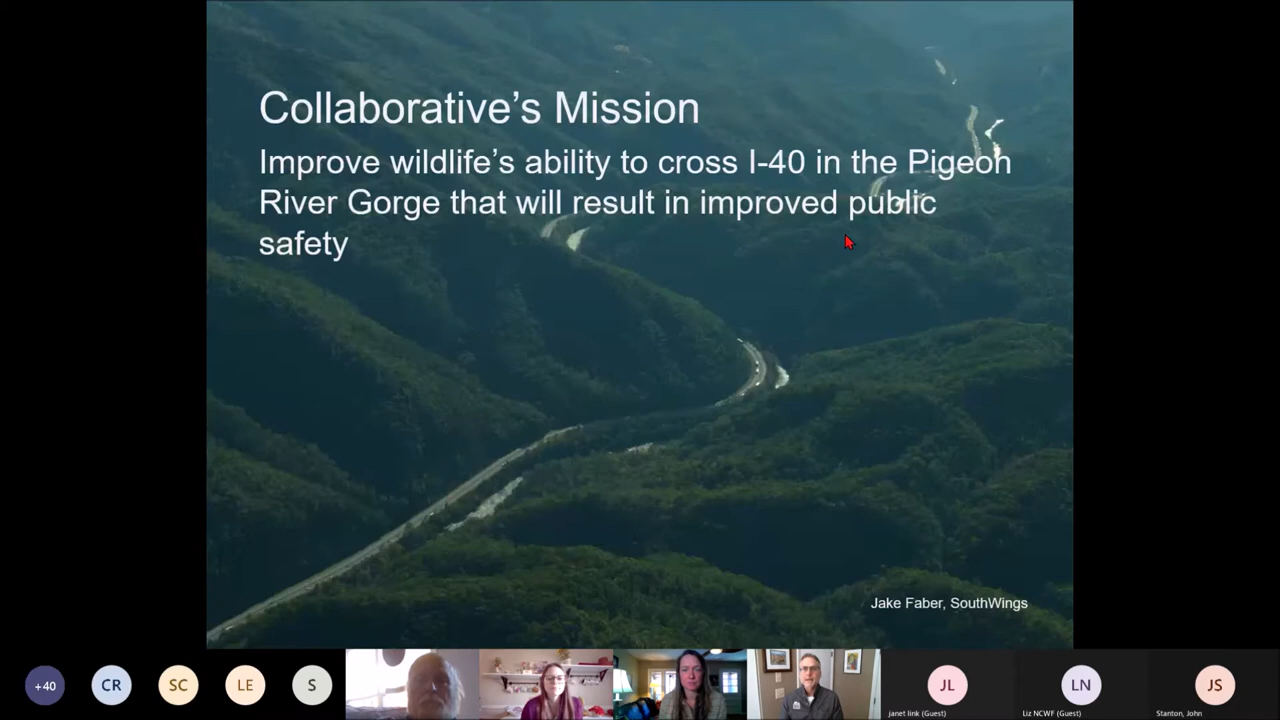 Collaborative’s Mission
Improve wildlife’s ability to cross I-40 in the Pigeon
River Gorge that will result in improved public
safety
Jake Faber, SouthWings
+40
CR
SC
LE
S
JL
janet link (Guest)
LN
Liz NCWF (Guest)
JS
Stanton, John